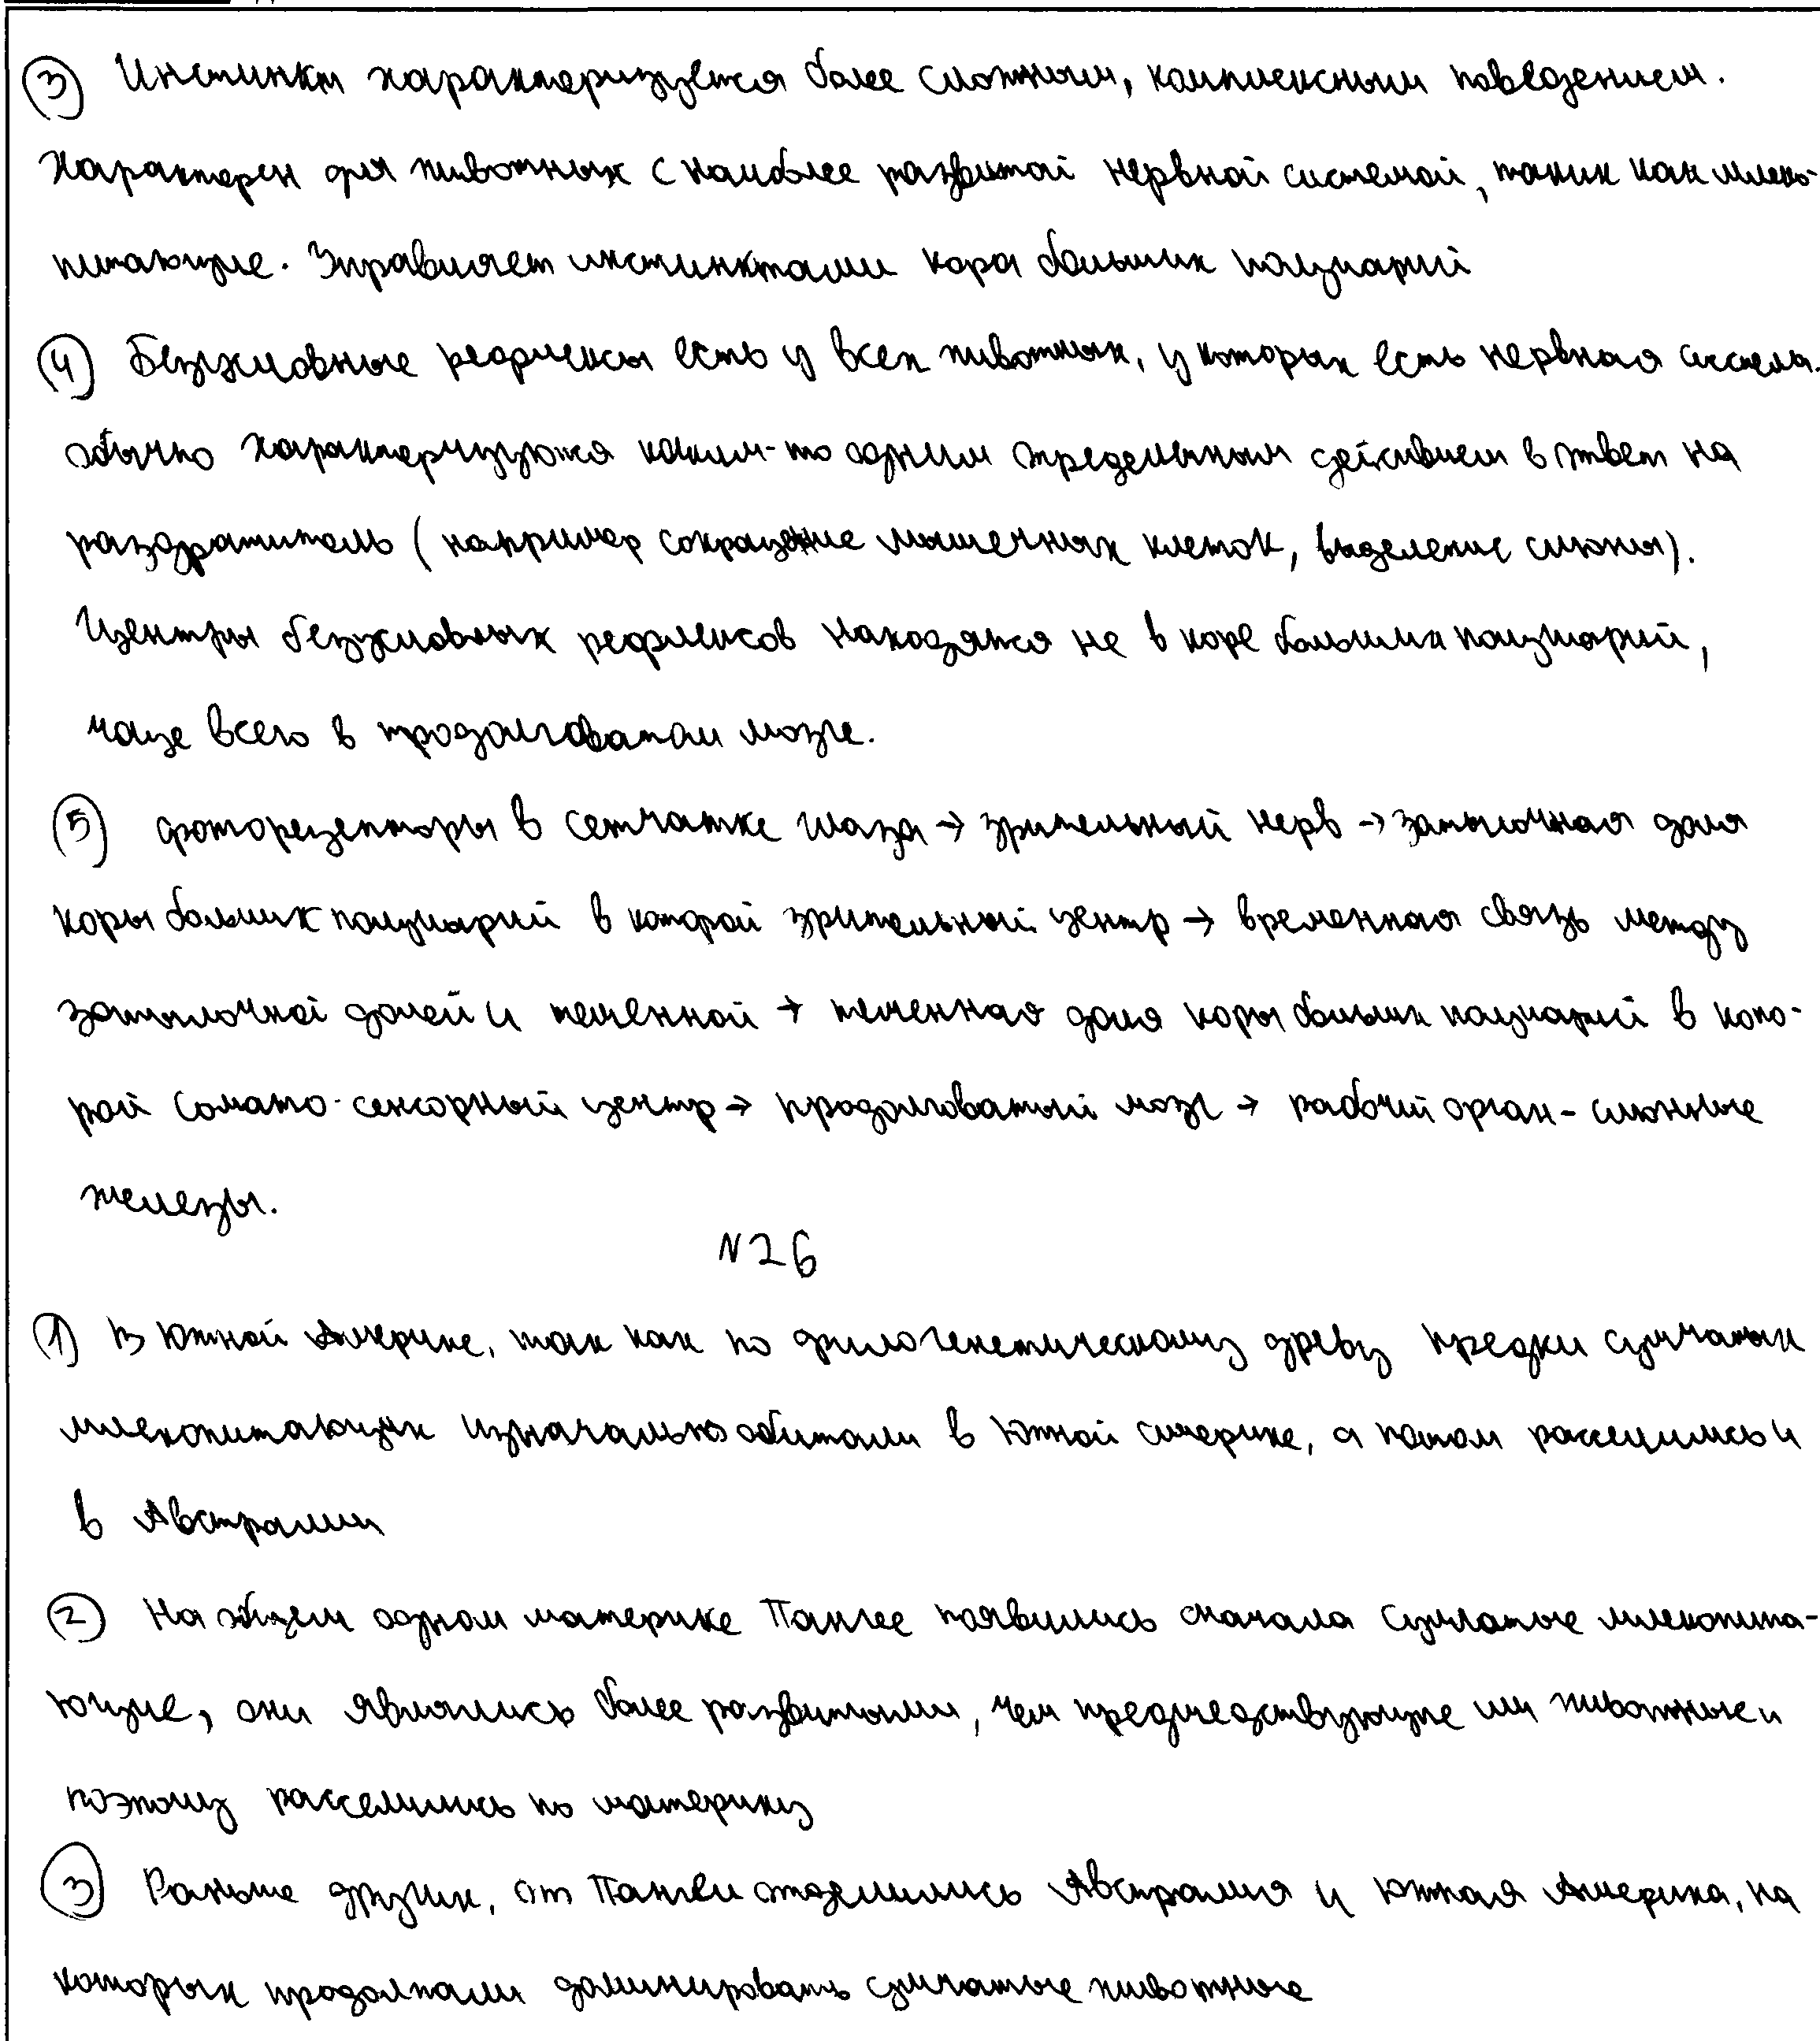 ③ Инстинкт характеризуется более сложным, комплексным поведением.
Характерен для животных с наиболее развитой нервной системой, таких как млеко-
питающие. Управляет инстинктами кора больших полушарий
④ Безусловные рефлексы есть у всех животных, у которых есть нервная система.
Обычно характеризуются каким-то одним определенным действием в ответ на
раздражитель (например сокращение мышечных клеток, выделение слюны).
Центры безусловных рефлексов находятся не в коре больших полушарий,
чаще всего в продолговатом мозге.
⑤ фоторецепторы в сетчатке глаза → зрительный нерв → затылочная доля
коры больших полушарий в которой зрительный центр → временная связь между
затылочной долей и теменной → теменная доля коры больших полушарий в кото-
рой сомато-сенсорный центр → продолговатый мозг → рабочий орган - слюнные
железы.
N26
① В Южной Америке, так как по филогенетическому древу предки сумчатых
млекопитающих изначально обитали в Южной Америке, а потом расселились и
в Австралии
② На общем одном материке Пангее появились сначала сумчатые млекопита-
ющие, они являлись более развитыми, чем предшествующие им животные и
поэтому расселились по материку
③ Раньше других, от Пангеи отделились Австралия и Южная Америка, на
которых продолжали доминировать сумчатые животные